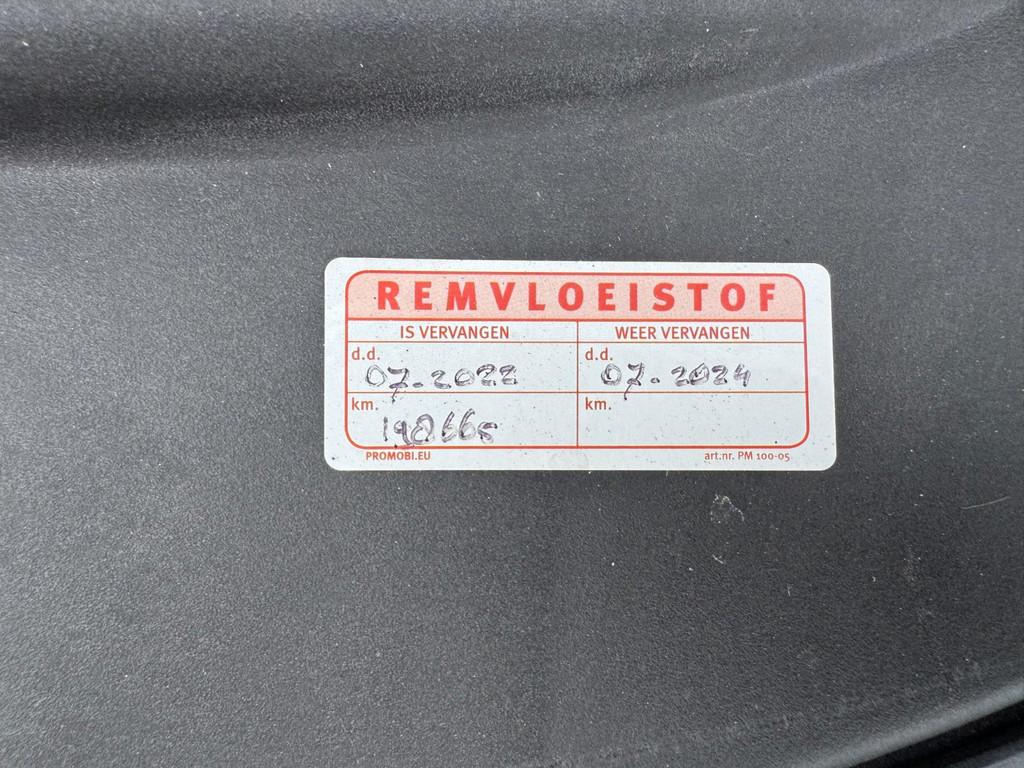 REMVLOEISTOF
IS VERVANGEN WEER VERVANGEN
d.d. 07.2022 d.d. 07.2024
km. 198665 km.
PROMOBI.EU art.nr. PM 100-05